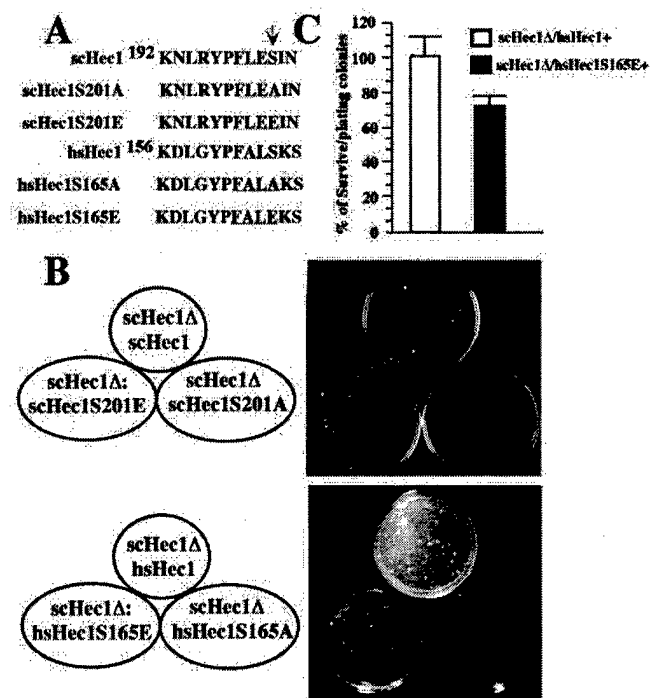 A
scHec1 192 KNLRYPFLESIN
scHec1S201A KNLRYPFLEAIN
scHec1S201E KNLRYPFLEEIN
hsHec1 156 KDLGYPFALSKS
hsHec1S165A KDLGYPFALAKS
hsHec1S165E KDLGYPFALEKS
C
% of Survive/plating colonies
120
100
80
60
40
20
0
scHec1Δ/hsHec1+
scHec1Δ/hsHec1S165E+
B
scHec1Δ
scHec1
scHec1Δ:
scHec1S201E
scHec1Δ
scHec1S201A
scHec1Δ
hsHec1
scHec1Δ:
hsHec1S165E
scHec1Δ
hsHec1S165A